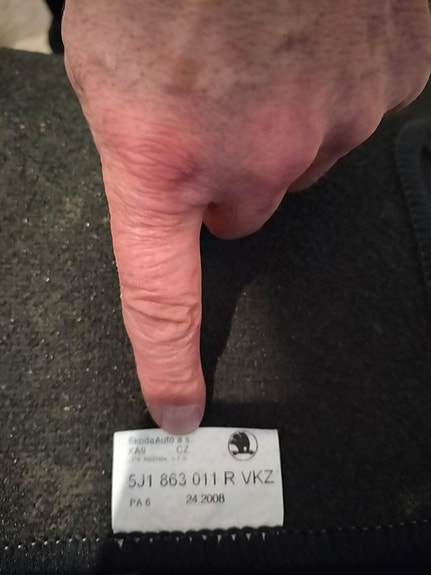 SkodaAuto a.s
XA9 CZ
5J1 863 011 R VKZ
PA 6 24.2008